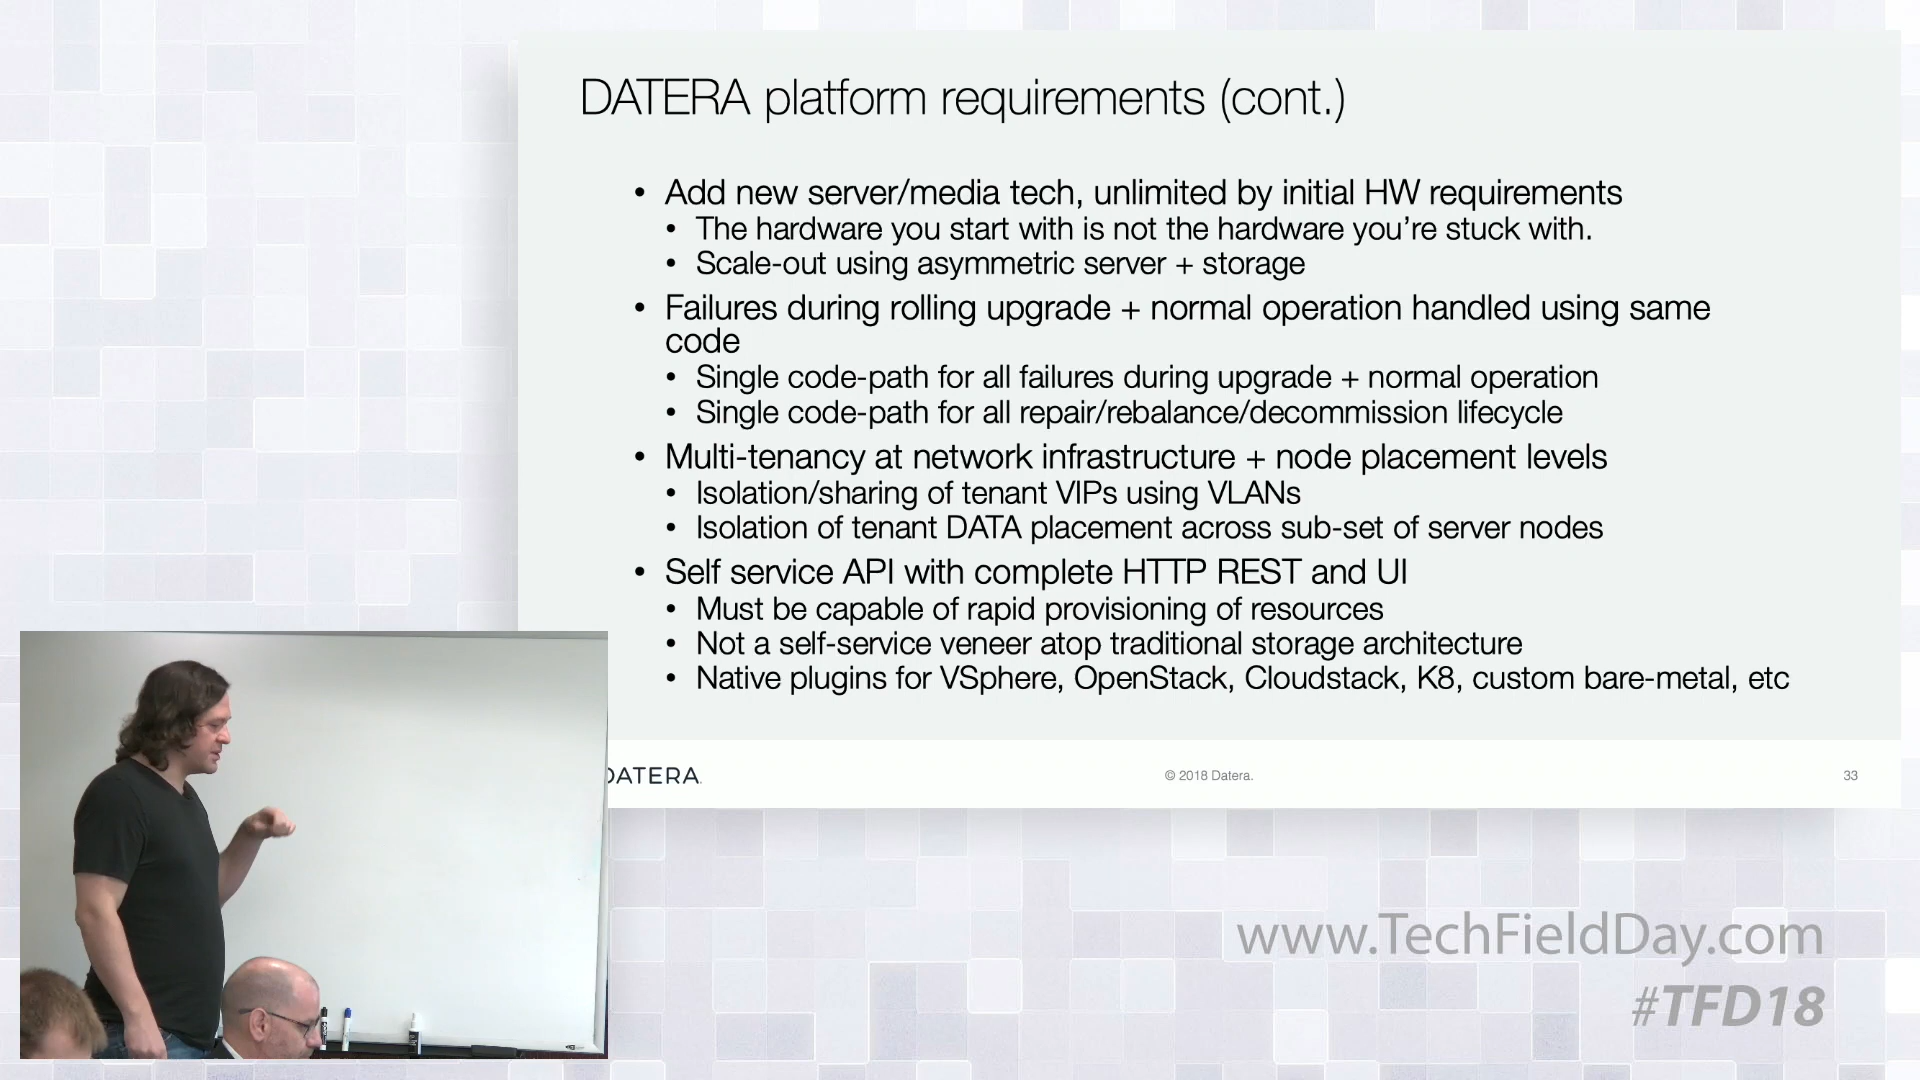 DATERA platform requirements (cont.)
• Add new server/media tech, unlimited by initial HW requirements
• The hardware you start with is not the hardware you're stuck with.
• Scale-out using asymmetric server + storage
• Failures during rolling upgrade + normal operation handled using same
code
• Single code-path for all failures during upgrade + normal operation
• Single code-path for all repair/rebalance/decommission lifecycle
• Multi-tenancy at network infrastructure + node placement levels
• Isolation/sharing of tenant VIPs using VLANs
• Isolation of tenant DATA placement across sub-set of server nodes
• Self service API with complete HTTP REST and UI
• Must be capable of rapid provisioning of resources
• Not a self-service veneer atop traditional storage architecture
• Native plugins for VSphere, OpenStack, Cloudstack, K8, custom bare-metal, etc
DATERA.
© 2018 Datera.
33
www.TechFieldDay.com
#TFD18